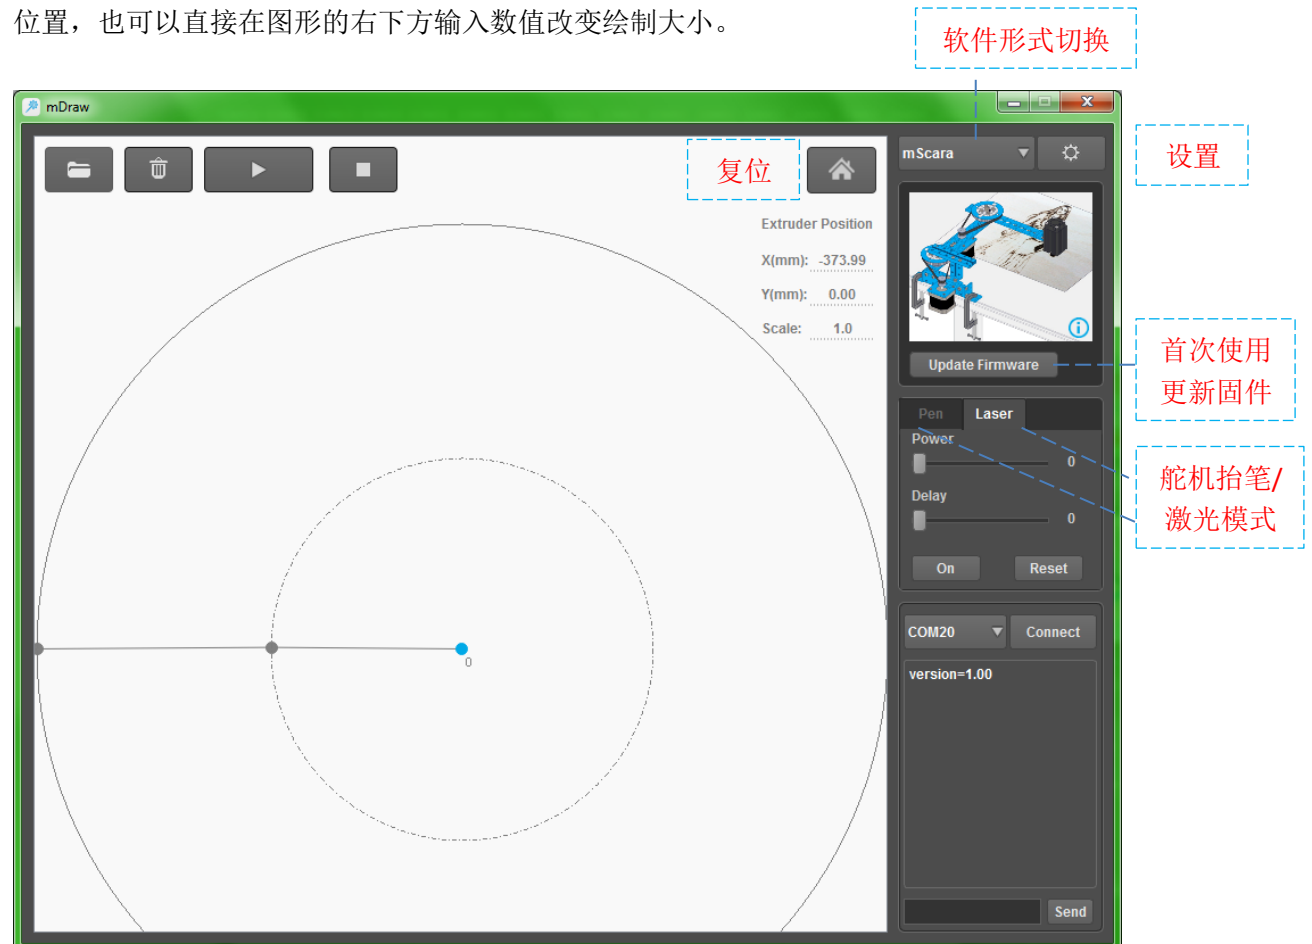 位置，也可以直接在图形的右下方输入数值改变绘制大小。
软件形式切换
mDraw
复位
mScara
设置
Extruder Position
X(mm): -373.99
Y(mm): 0.00
Scale: 1.0
Update Firmware
首次使用
更新固件
Pen Laser
Power
0
Delay
0
舵机抬笔/
激光模式
On Reset
0
COM20 Connect
version=1.00
Send